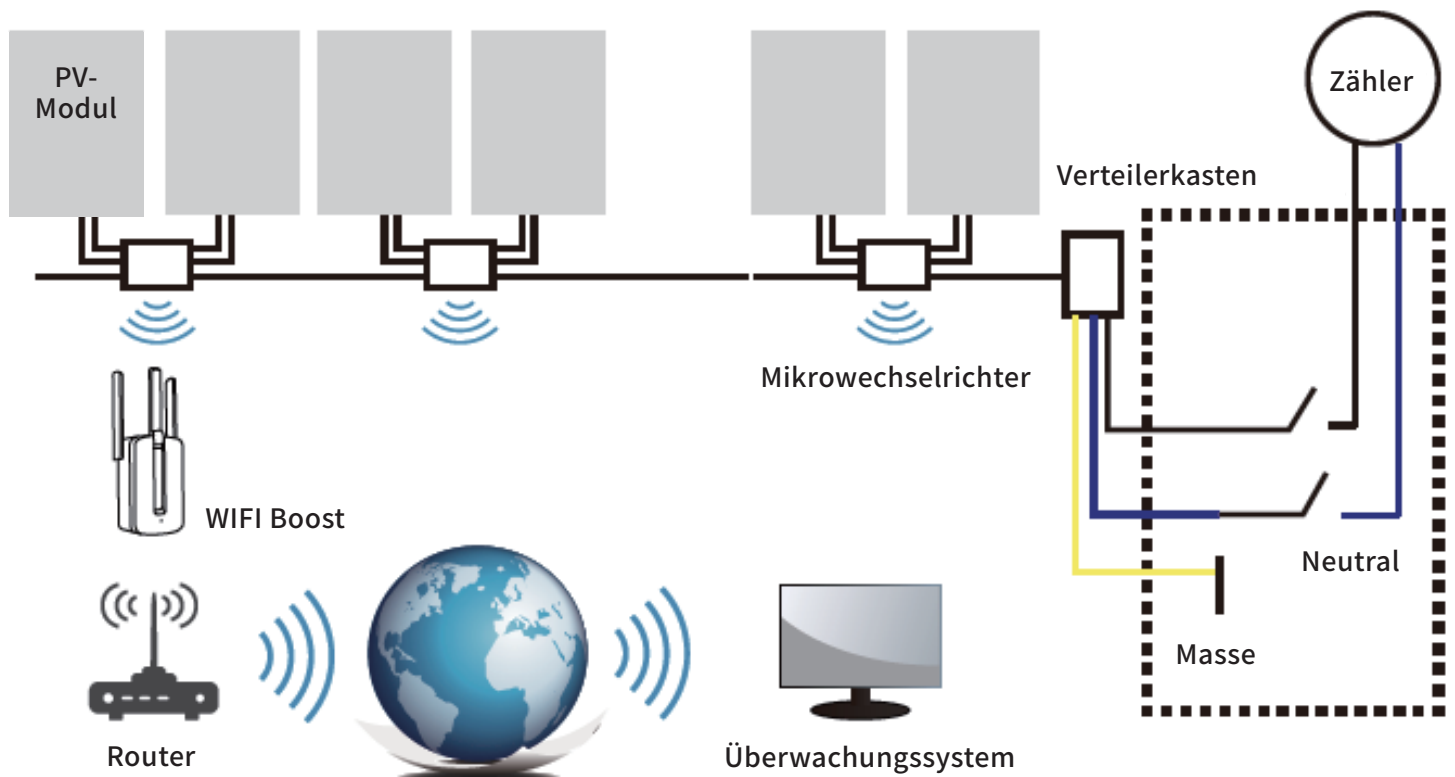 PV-
Modul
Zähler
Verteilerkasten
Mikrowechselrichter
WIFI Boost
Neutral
Masse
Router
Überwachungssystem